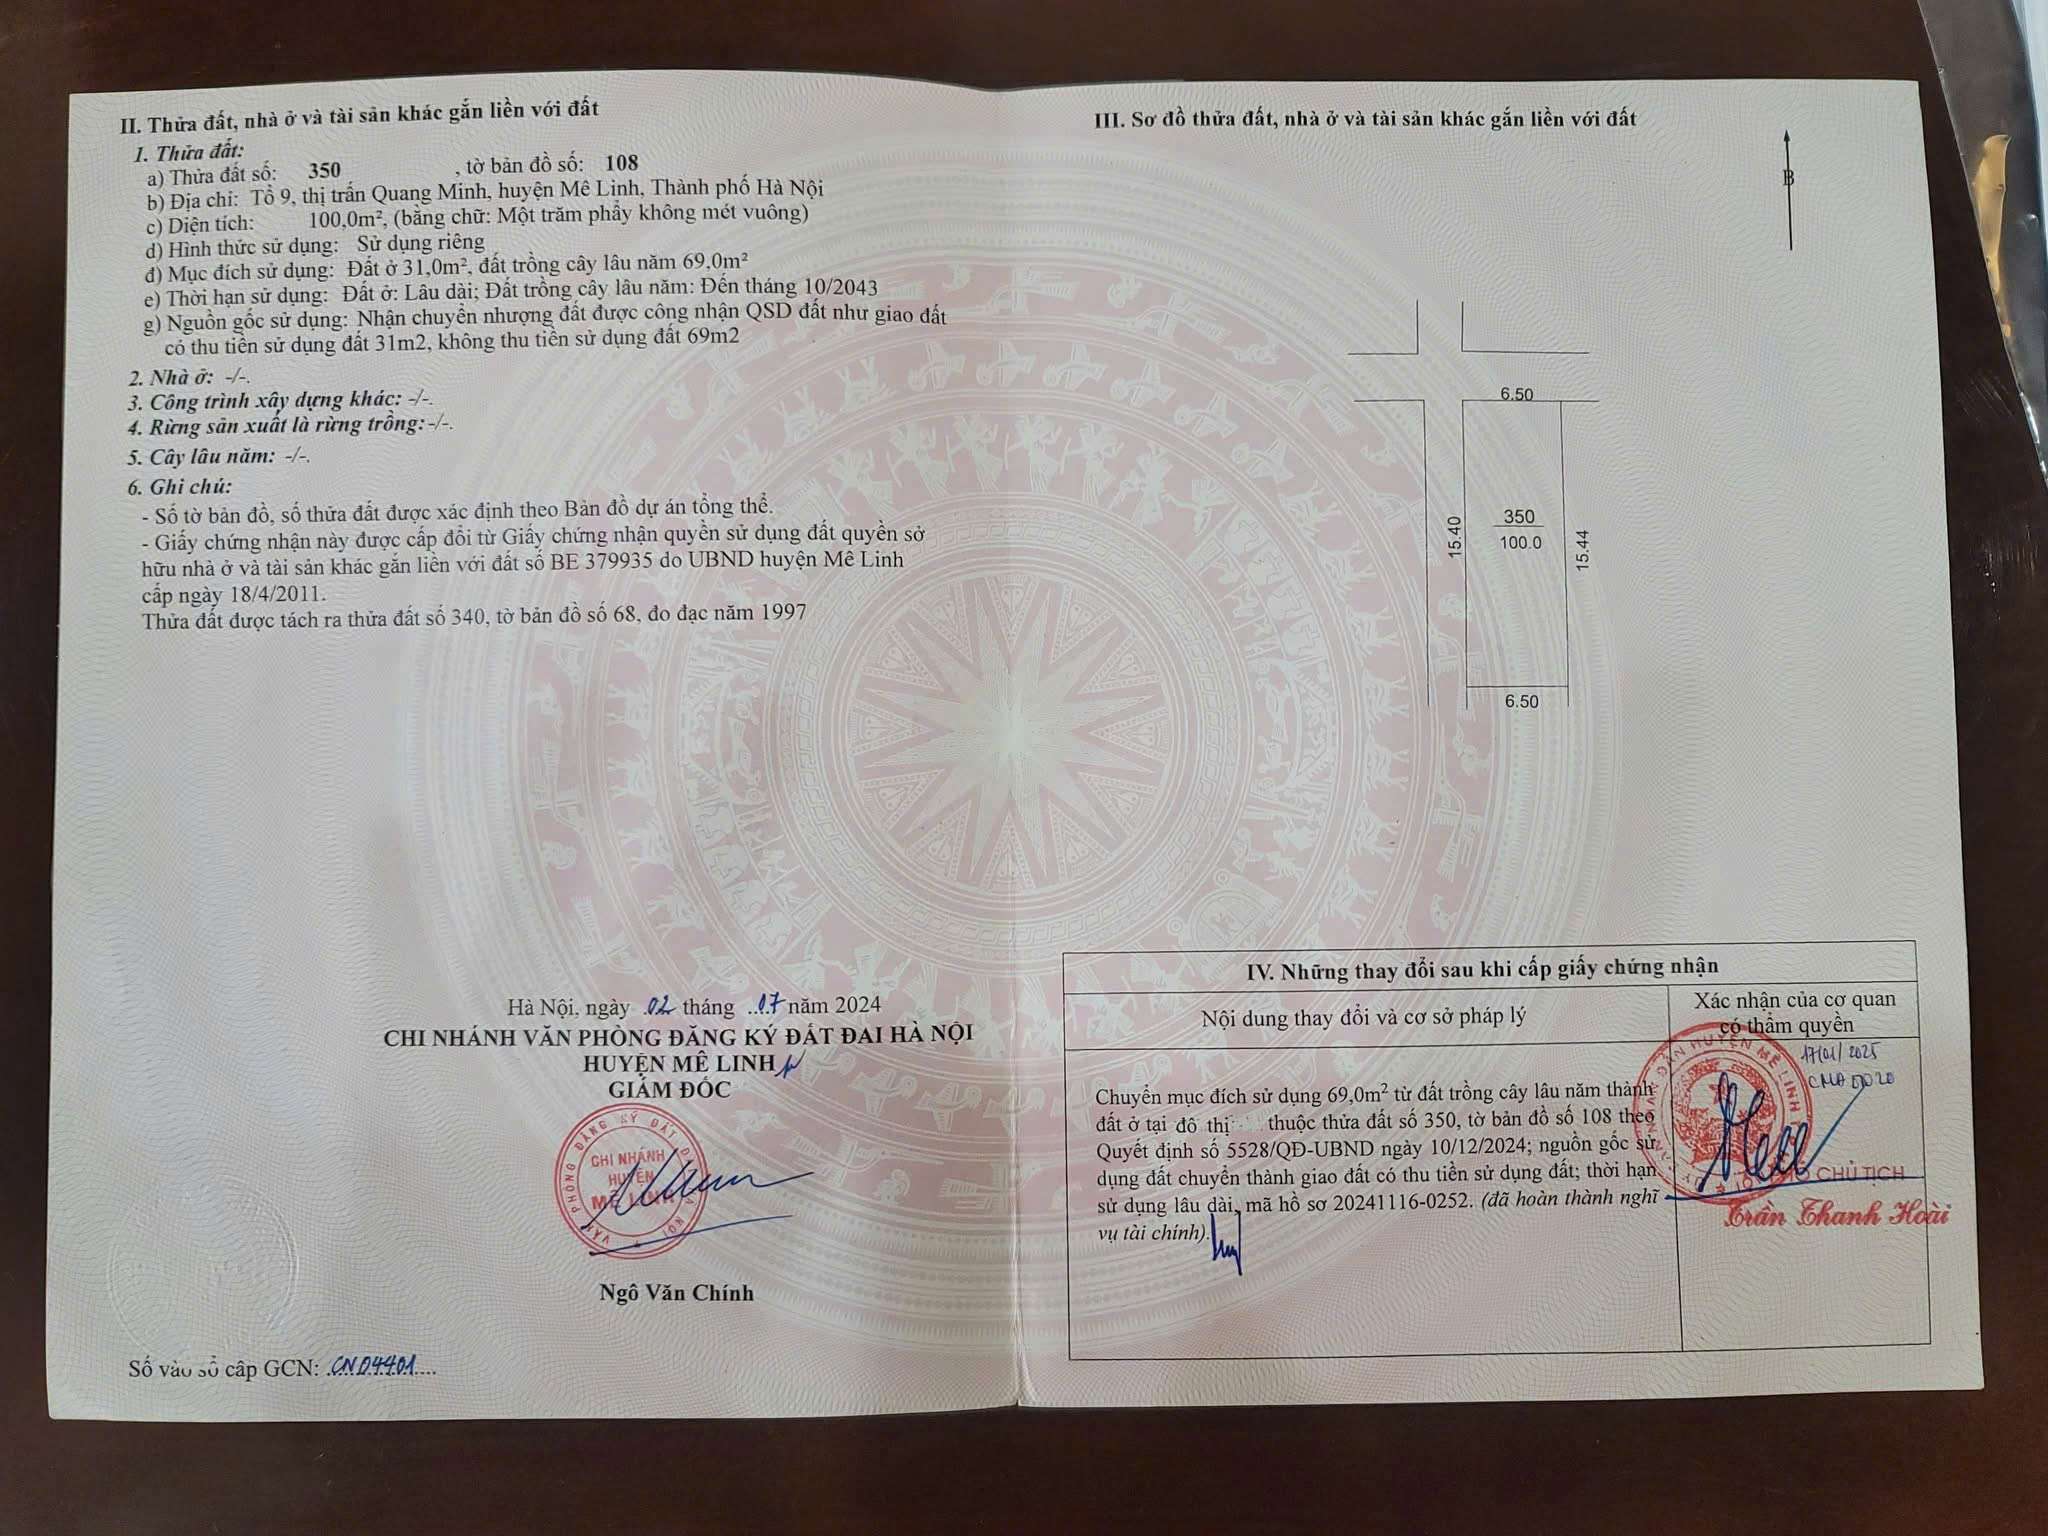 II. Thửa đất, nhà ở và tài sản khác gắn liền với đất
1. Thửa đất:
a) Thửa đất số: 350 , tờ bản đồ số: 108
b) Địa chỉ: Tổ 9, thị trấn Quang Minh, huyện Mê Linh, Thành phố Hà Nội
c) Diện tích: 100,0m², (bằng chữ: Một trăm phẩy không mét vuông)
d) Hình thức sử dụng: Sử dụng riêng
đ) Mục đích sử dụng: Đất ở 31,0m², đất trồng cây lâu năm 69,0m²
e) Thời hạn sử dụng: Đất ở: Lâu dài; Đất trồng cây lâu năm: Đến tháng 10/2043
g) Nguồn gốc sử dụng: Nhận chuyển nhượng đất được công nhận QSD đất như giao đất
có thu tiền sử dụng đất 31m2, không thu tiền sử dụng đất 69m2
2. Nhà ở: -/-.
3. Công trình xây dựng khác: -/-.
4. Rừng sản xuất là rừng trồng: -/-.
5. Cây lâu năm: -/-.
6. Ghi chú:
- Số tờ bản đồ, số thửa đất được xác định theo Bản đồ dự án tổng thể.
- Giấy chứng nhận này được cấp đổi từ Giấy chứng nhận quyền sử dụng đất quyền sở
hữu nhà ở và tài sản khác gắn liền với đất số BE 379935 do UBND huyện Mê Linh
cấp ngày 18/4/2011.
Thửa đất được tách ra thửa đất số 340, tờ bản đồ số 68, đo đạc năm 1997
Hà Nội, ngày 02 tháng 07 năm 2024
CHI NHÁNH VĂN PHÒNG ĐĂNG KÝ ĐẤT ĐAI HÀ NỘI
HUYỆN MÊ LINH
GIÁM ĐỐC
VĂN PHÒNG ĐĂNG KÝ ĐẤT ĐAI HÀ NỘI
CHI NHÁNH
HUYỆN
MÊ LINH
Ngô Văn Chính
Số vào sổ cấp GCN: CN04401
III. Sơ đồ thửa đất, nhà ở và tài sản khác gắn liền với đất
B
6.50
15.40
350
100.0
15.44
6.50
IV. Những thay đổi sau khi cấp giấy chứng nhận
Nội dung thay đổi và cơ sở pháp lý
Xác nhận của cơ quan
có thẩm quyền
17/01/2025
Chuyển mục đích sử dụng 69,0m² từ đất trồng cây lâu năm thành
đất ở tại đô thị thuộc thửa đất số 350, tờ bản đồ số 108 theo
Quyết định số 5528/QĐ-UBND ngày 10/12/2024; nguồn gốc sử
dụng đất chuyển thành giao đất có thu tiền sử dụng đất; thời hạn
sử dụng lâu dài, mã hồ sơ 20241116-0252. (đã hoàn thành nghĩ
vụ tài chính).
HUYỆN MÊ LINH
CHỦ TỊCH
Trần Thanh Hoài